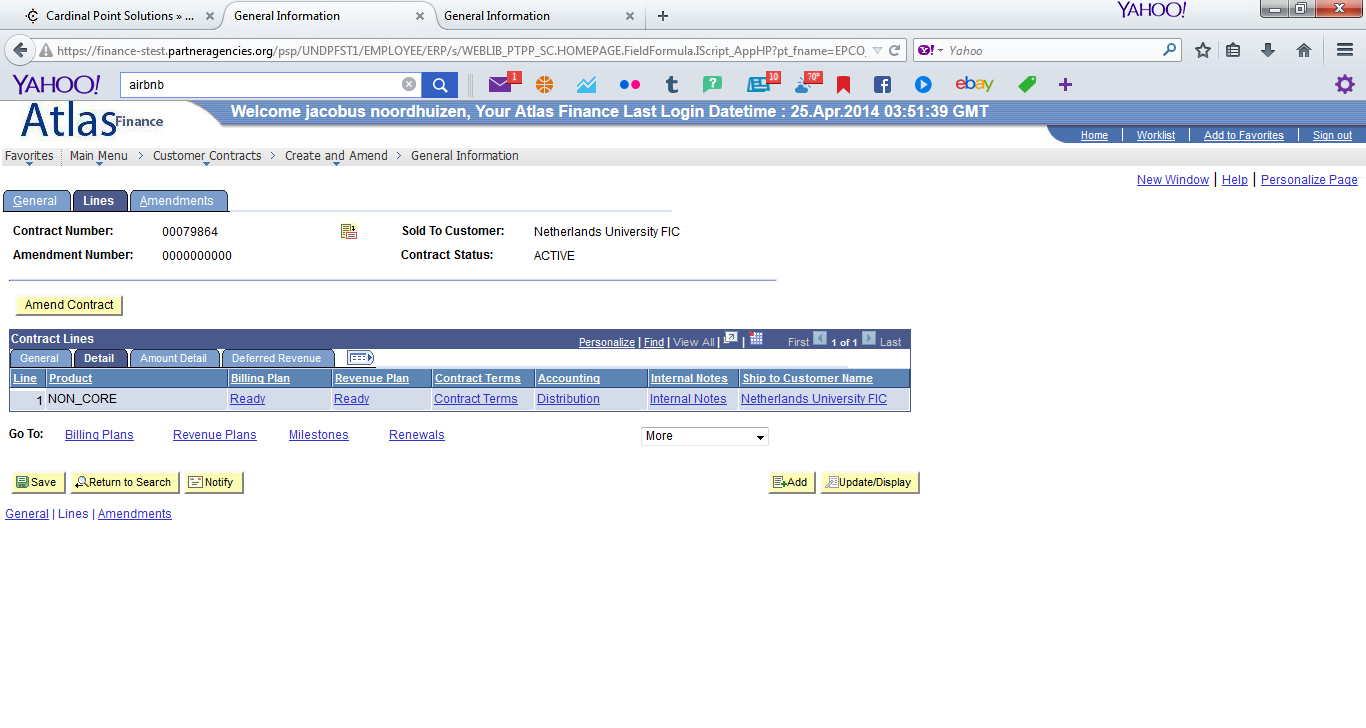 Cardinal Point Solutions » ...
General Information
General Information
YAHOO!
https://finance-stest.partneragencies.org/psp/UNDPFST1/EMPLOYEE/ERP/s/WEBLIB_PTPP_SC.HOMEPAGE.FieldFormula.IScript_AppHP?pt_fname=EPCO_
Yahoo
YAHOO!
airbnb
1
10
70°
ebay
Atlas Finance
Welcome jacobus noordhuizen, Your Atlas Finance Last Login Datetime : 25.Apr.2014 03:51:39 GMT
Home Worklist Add to Favorites Sign out
Favorites Main Menu > Customer Contracts > Create and Amend > General Information
New Window | Help | Personalize Page
General Lines Amendments
Contract Number: 00079864 Sold To Customer: Netherlands University FIC
Amendment Number: 0000000000 Contract Status: ACTIVE
Amend Contract
Contract Lines Personalize | Find | View All | | First 1 of 1 Last
General Detail Amount Detail Deferred Revenue
Line Product Billing Plan Revenue Plan Contract Terms Accounting Internal Notes Ship to Customer Name
1 NON_CORE Ready Ready Contract Terms Distribution Internal Notes Netherlands University FIC
Go To: Billing Plans Revenue Plans Milestones Renewals More
Save Return to Search Notify Add Update/Display
General | Lines | Amendments